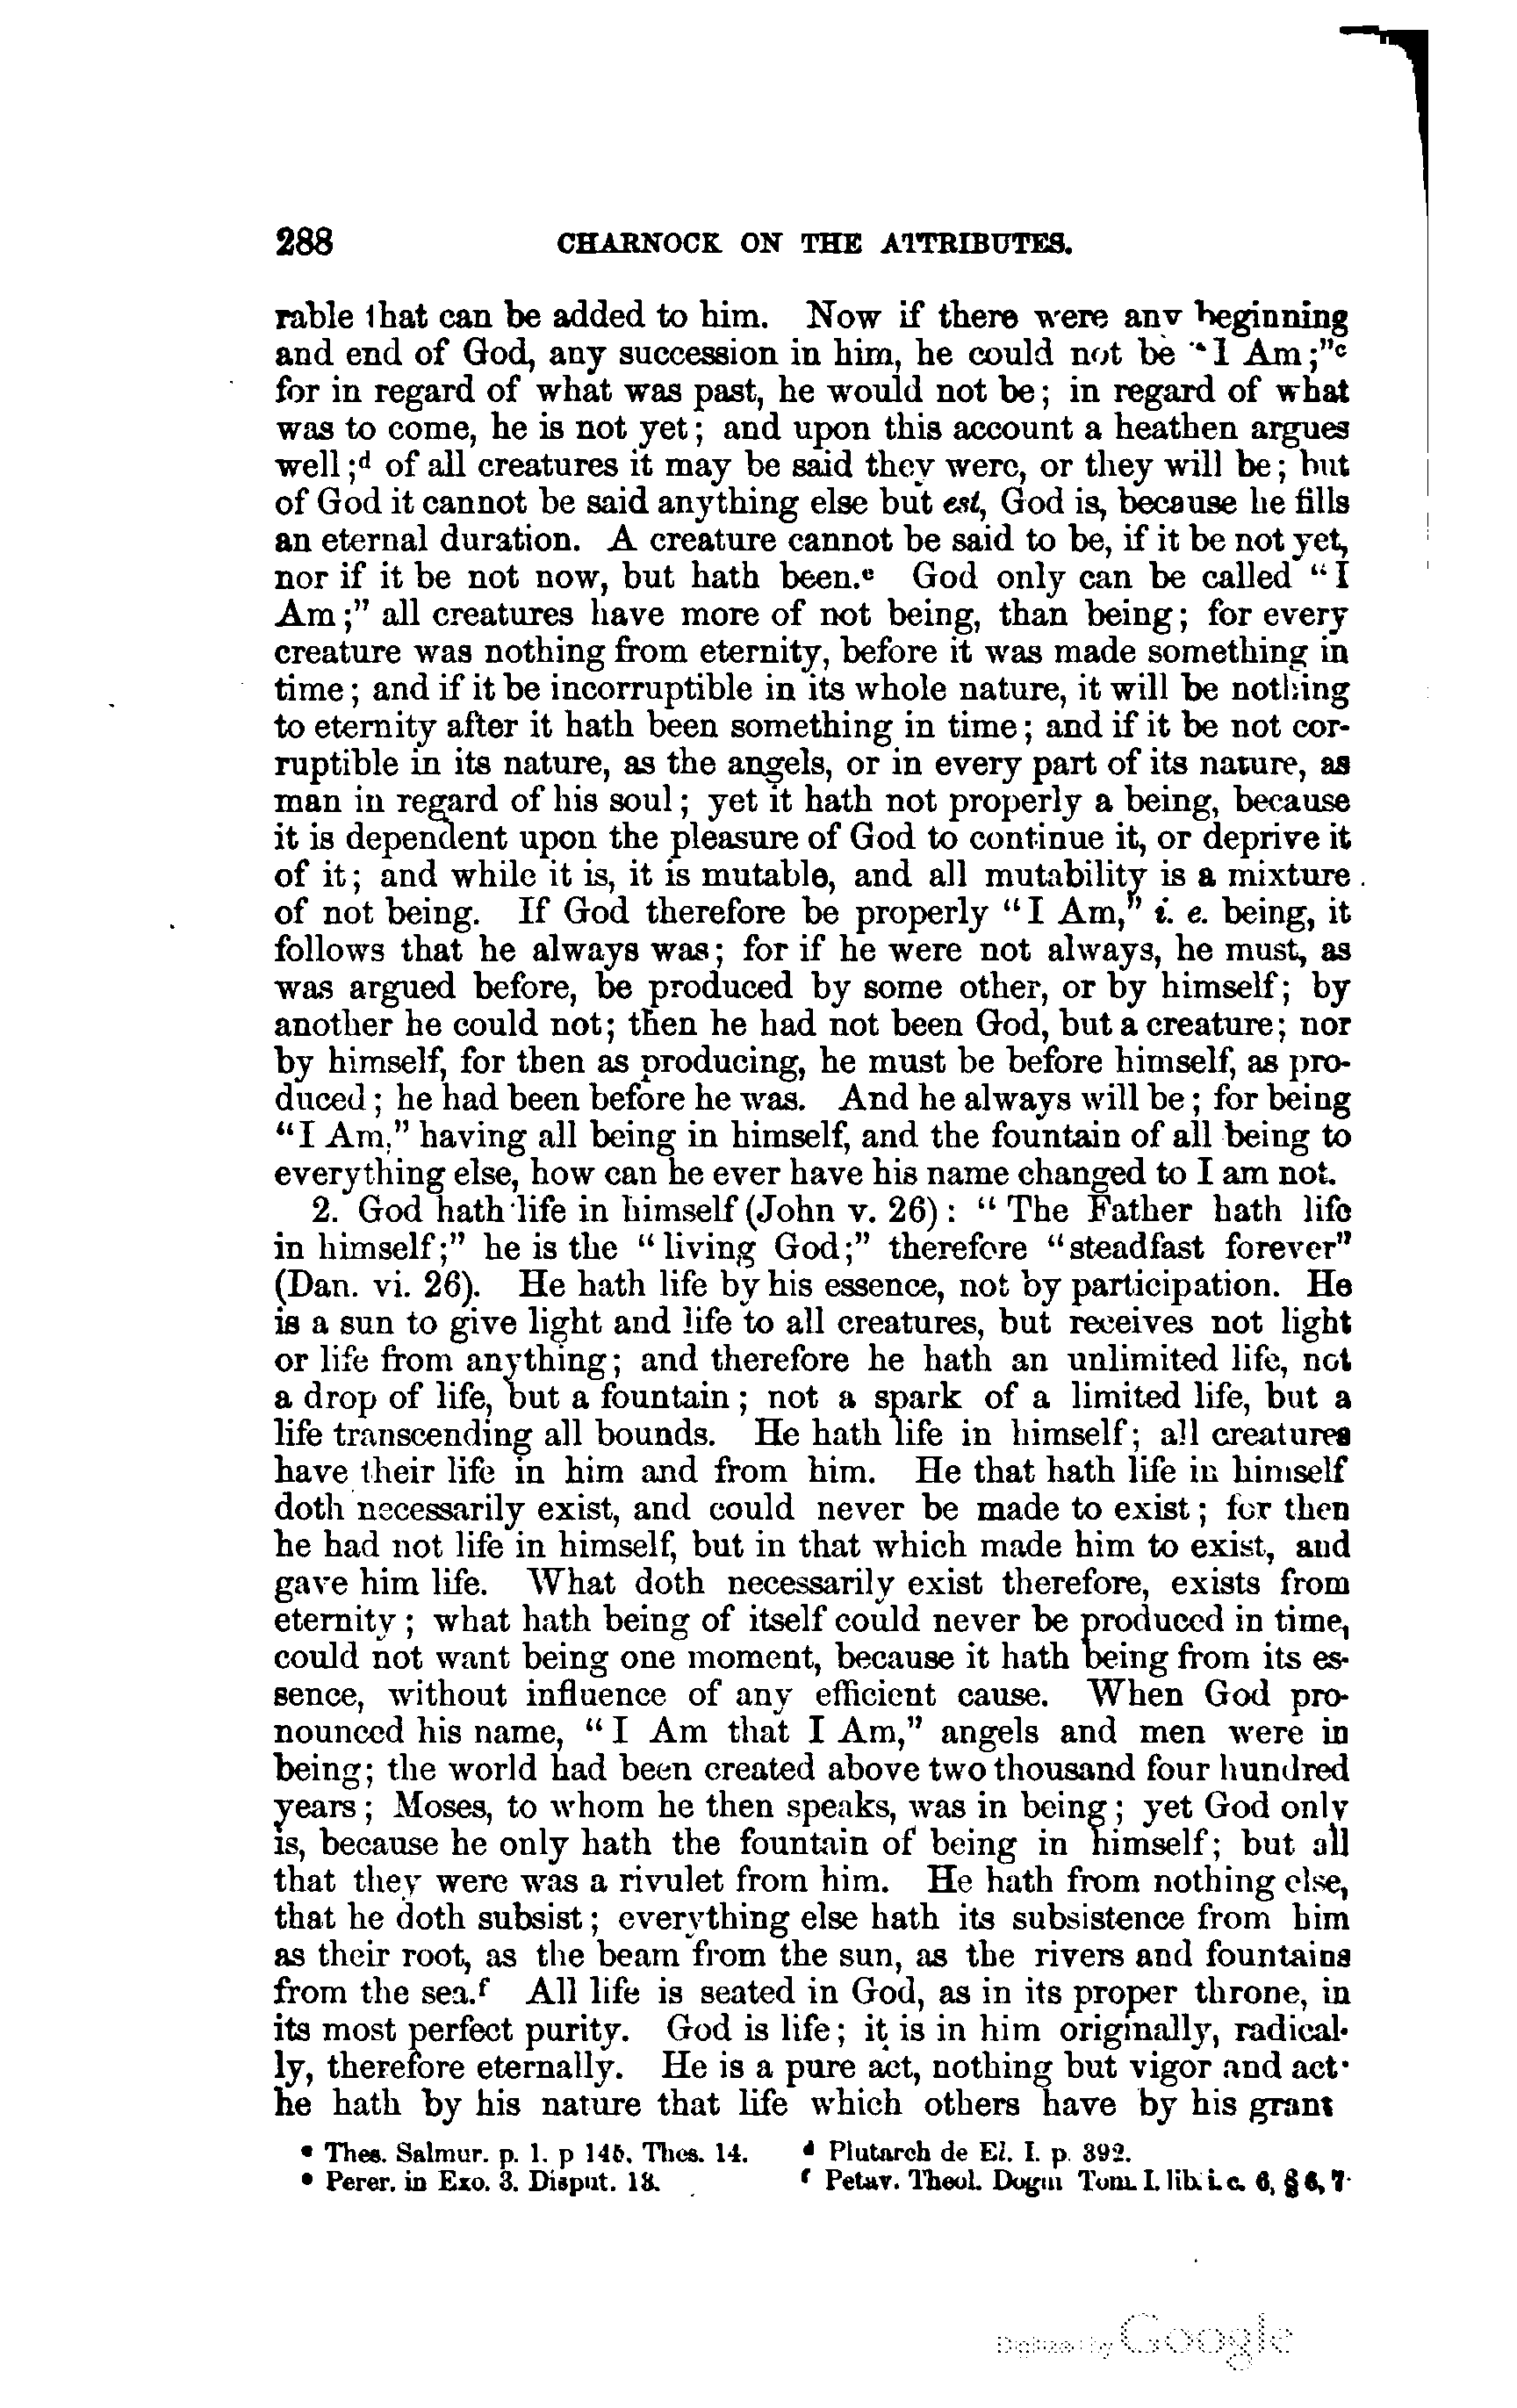 288 CHARNOCK ON THE ATTRIBUTES.
rable that can be added to him. Now if there were any beginning
and end of God, any succession in him, he could not be "I Am;"c
for in regard of what was past, he would not be; in regard of what
was to come, he is not yet; and upon this account a heathen argues
well;d of all creatures it may be said they were, or they will be; but
of God it cannot be said anything else but est, God is, because he fills
an eternal duration. A creature cannot be said to be, if it be not yet,
nor if it be not now, but hath been.e God only can be called "I
Am;" all creatures have more of not being, than being; for every
creature was nothing from eternity, before it was made something in
time; and if it be incorruptible in its whole nature, it will be nothing
to eternity after it hath been something in time; and if it be not cor-
ruptible in its nature, as the angels, or in every part of its nature, as
man in regard of his soul; yet it hath not properly a being, because
it is dependent upon the pleasure of God to continue it, or deprive it
of it; and while it is, it is mutable, and all mutability is a mixture
of not being. If God therefore be properly "I Am," i. e. being, it
follows that he always was; for if he were not always, he must, as
was argued before, be produced by some other, or by himself; by
another he could not; then he had not been God, but a creature; nor
by himself, for then as producing, he must be before himself, as pro-
duced; he had been before he was. And he always will be; for being
"I Am," having all being in himself, and the fountain of all being to
everything else, how can he ever have his name changed to I am not.
2. God hath life in himself (John v. 26): "The Father hath life
in himself;" he is the "living God;" therefore "steadfast forever"
(Dan. vi. 26). He hath life by his essence, not by participation. He
is a sun to give light and life to all creatures, but receives not light
or life from anything; and therefore he hath an unlimited life, not
a drop of life, but a fountain; not a spark of a limited life, but a
life transcending all bounds. He hath life in himself; all creatures
have their life in him and from him. He that hath life in himself
doth necessarily exist, and could never be made to exist; for then
he had not life in himself, but in that which made him to exist, and
gave him life. What doth necessarily exist therefore, exists from
eternity; what hath being of itself could never be produced in time,
could not want being one moment, because it hath being from its es-
sence, without influence of any efficient cause. When God pro-
nounced his name, "I Am that I Am," angels and men were in
being; the world had been created above two thousand four hundred
years; Moses, to whom he then speaks, was in being; yet God only
is, because he only hath the fountain of being in himself; but all
that they were was a rivulet from him. He hath from nothing else,
that he doth subsist; everything else hath its subsistence from him
as their root, as the beam from the sun, as the rivers and fountains
from the sea.f All life is seated in God, as in its proper throne, in
its most perfect purity. God is life; it is in him originally, radical-
ly, therefore eternally. He is a pure act, nothing but vigor and act·
he hath by his nature that life which others have by his grant
c Thes. Salmur. p. 1. p 145. Thes. 14. d Plutarch de El. I. p. 392.
e Perer. in Exo. 3. Disput. 18. f Petav. Theol. Dogm Tom. I. lib. i. c. 6, § 6, 7·
Digitized by Google